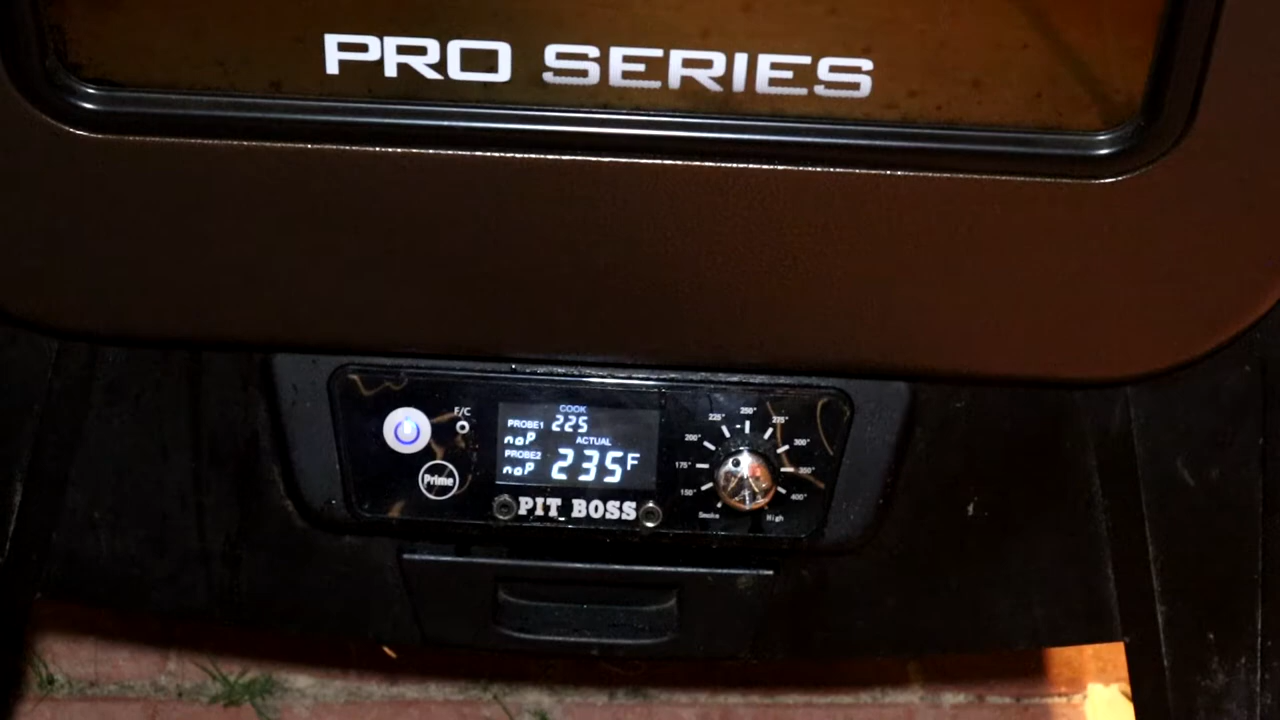 PRO SERIES
F/C
COOK
PROBE1 225
noP
ACTUAL
PROBE2
noP 235F
Prime
PIT BOSS
Smoke
150°
175°
200°
225°
250°
275°
300°
350°
400°
High